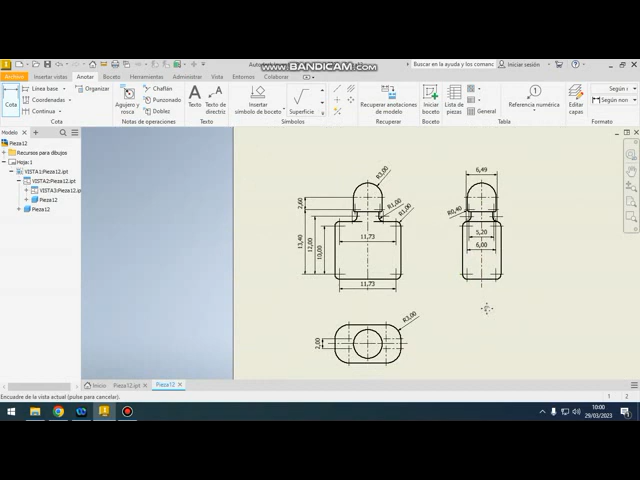 Autod
www.BANDICAM.com
Buscar en la ayuda y los comanc
Iniciar sesión
Archivo
Insertar vistas
Anotar
Boceto
Herramientas
Administrar
Vista
Entornos
Colaborar
Cota
Línea base
Coordenadas
Continua
Organizar
Agujero y roscas
Chaflán
Punzonado
Doblez
Notas de operaciones
Texto
Texto de directriz
Texto
Insertar símbolo de boceto
Superficie
Símbolos
Recuperar anotaciones de modelo
Recuperar
Iniciar boceto
Boceto
Lista de piezas
General
Referencia numérica
Tabla
Editar capas
Según
Según non
Formato
Modelo
Pieza12
Recursos para dibujos
Hoja:1
VISTA1:Pieza12.ipt
VISTA2:Pieza12.ipt
VISTA3:Pieza12.ipt
Pieza12
Pieza12
R3,00
2,60
R1,00
R1,00
11,73
13,40
12,00
10,00
11,73
6,49
R0,40
5,20
6,00
R3,00
2,00
Inicio
Pieza12.ipt
Pieza12
Encuadre de la vista actual (pulse para cancelar).
1
2
10:00
29/03/2023